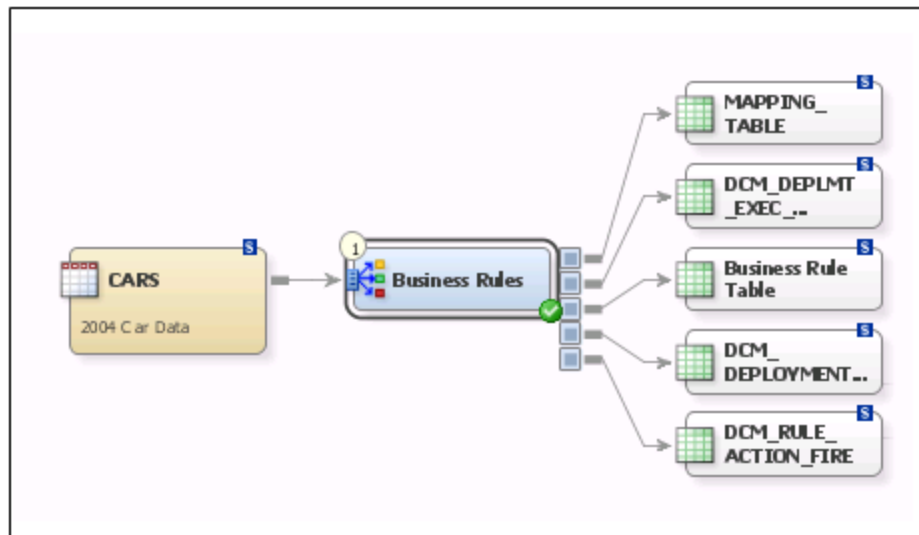 S
MAPPING_
TABLE
S
DCM_DEPLMT
_EXEC_...
1
S
CARS
2004 Car Data
Business Rules
S
Business Rule
Table
S
DCM_
DEPLOYMENT...
S
DCM_RULE_
ACTION_FIRE